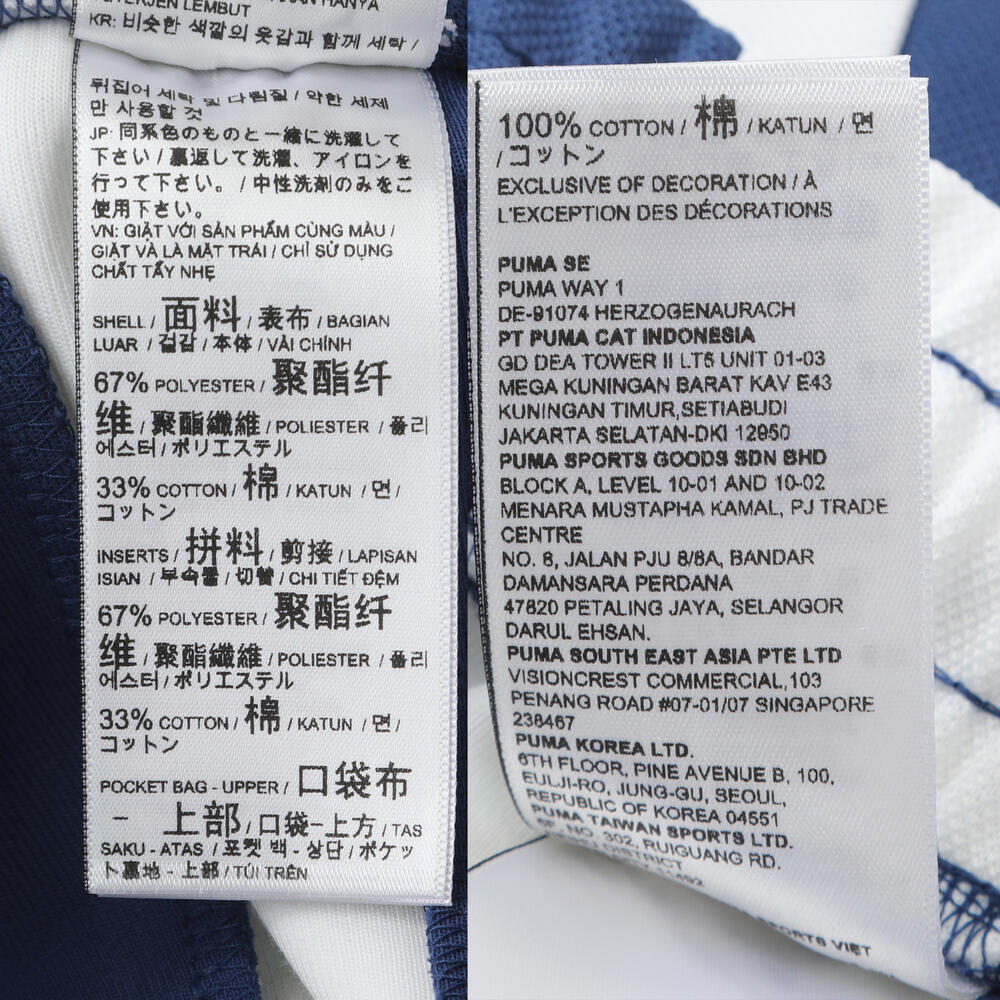 DETERJEN LEMBUT
KR: 비슷한 색깔의 옷감과 함께 세탁 /
뒤집어 세탁 및 다림질 / 약한 세제
만 사용할 것
JP: 同系色のものと一緒に洗濯して
下さい / 裏返して洗濯、アイロンを
行って下さい。 / 中性洗剤のみをご
使用下さい。
VN: GIẶT VỚI SẢN PHẨM CÙNG MÀU /
GIẶT VÀ LÀ MẶT TRÁI / CHỈ SỬ DỤNG
CHẤT TẨY NHẸ
SHELL / 面料 / 表布 / BAGIAN
LUAR / 겉감 / 本体 / VẢI CHÍNH
67% POLYESTER / 聚酯纤
维 / 聚酯纖維 / POLIESTER / 폴리
에스터 / ポリエステル
33% COTTON / 棉 / KATUN / 면 /
コットン
INSERTS / 拼料 / 剪接 / LAPISAN
ISIAN / 부속물 / 切替 / CHI TIẾT ĐỆM
67% POLYESTER / 聚酯纤
维 / 聚酯纖維 / POLIESTER / 폴리
에스터 / ポリエステル
33% COTTON / 棉 / KATUN / 면 /
コットン
POCKET BAG - UPPER / 口袋布
- 上部 / 口袋-上方 / TAS
SAKU - ATAS / 포켓 백 - 상단 / ポケッ
ト裏地 - 上部 / TÚI TRÊN
100% COTTON / 棉 / KATUN / 면
/ コットン
EXCLUSIVE OF DECORATION / À
L'EXCEPTION DES DÉCORATIONS
PUMA SE
PUMA WAY 1
DE-91074 HERZOGENAURACH
PT PUMA CAT INDONESIA
GD DEA TOWER II LT6 UNIT 01-03
MEGA KUNINGAN BARAT KAV E43
KUNINGAN TIMUR,SETIABUDI
JAKARTA SELATAN-DKI 12950
PUMA SPORTS GOODS SDN BHD
BLOCK A, LEVEL 10-01 AND 10-02
MENARA MUSTAPHA KAMAL, PJ TRADE
CENTRE
NO. 8, JALAN PJU 8/8A, BANDAR
DAMANSARA PERDANA
47820 PETALING JAYA, SELANGOR
DARUL EHSAN.
PUMA SOUTH EAST ASIA PTE LTD
VISIONCREST COMMERCIAL,103
PENANG ROAD #07-01/07 SINGAPORE
238467
PUMA KOREA LTD.
6TH FLOOR, PINE AVENUE B, 100,
EULJI-RO, JUNG-GU, SEOUL,
REPUBLIC OF KOREA 04551
PUMA TAIWAN SPORTS LTD.
NO. 302, RUIGUANG RD.
DISTRICT
11492
SPORTS VIET